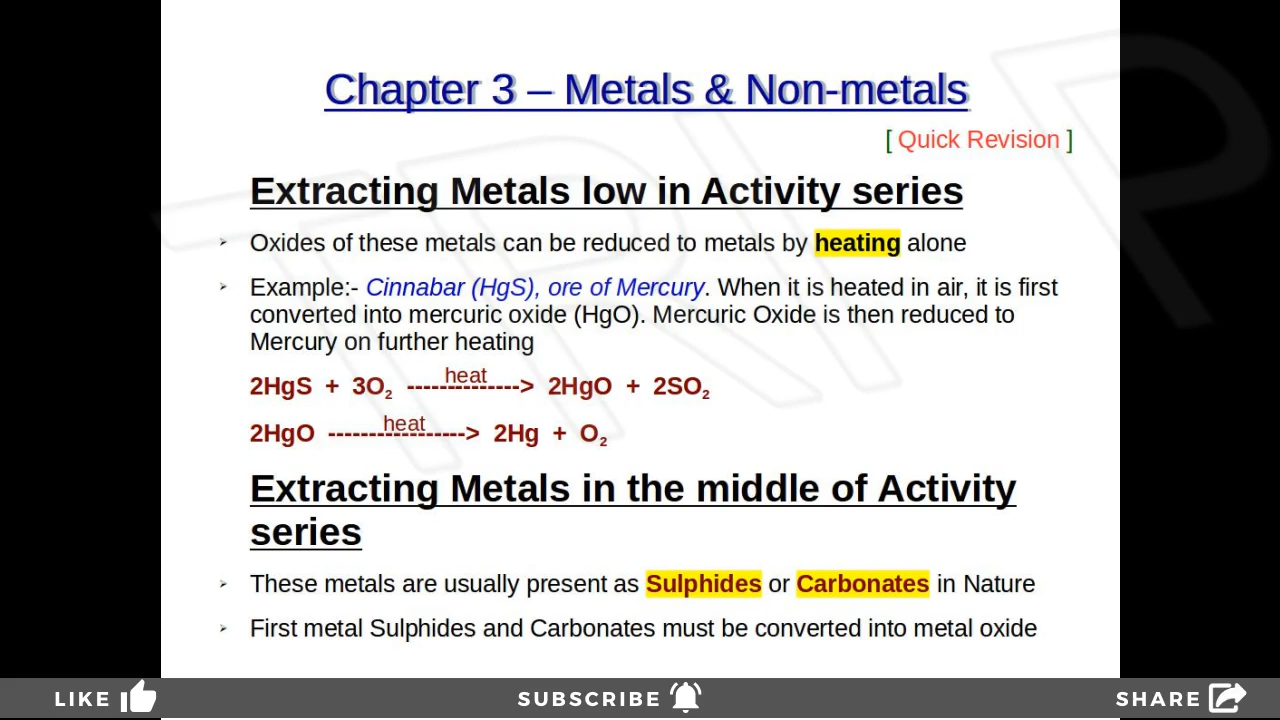 Chapter 3 – Metals & Non-metals
[ Quick Revision ]
Extracting Metals low in Activity series
➢ Oxides of these metals can be reduced to metals by heating alone
➢ Example:- Cinnabar (HgS), ore of Mercury. When it is heated in air, it is first
converted into mercuric oxide (HgO). Mercuric Oxide is then reduced to
Mercury on further heating
heat
2HgS + 3O₂ --------------> 2HgO + 2SO₂
heat
2HgO -----------------> 2Hg + O₂
Extracting Metals in the middle of Activity
series
➢ These metals are usually present as Sulphides or Carbonates in Nature
➢ First metal Sulphides and Carbonates must be converted into metal oxide
LIKE SUBSCRIBE SHARE